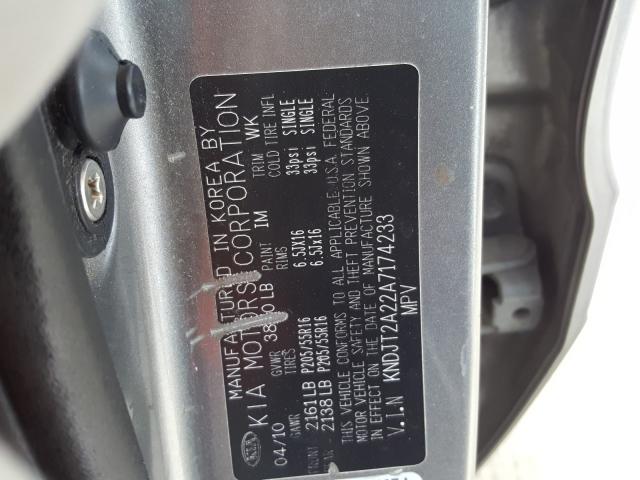 KIA
MANUFACTURED IN KOREA BY
KIA MOTORS CORPORATION
04/10 GVWR PAINT IM TRIM WK
GAWR TIRES RIMS COLD TIRE INFL
2161LB P205/55R16 6.5JX16 33psi SINGLE
2138LB P205/55R16 6.5JX16 33psi SINGLE
THIS VEHICLE CONFORMS TO ALL APPLICABLE U.S.A. FEDERAL
MOTOR VEHICLE SAFETY AND THEFT PREVENTION STANDARDS
IN EFFECT ON THE DATE OF MANUFACTURE SHOWN ABOVE.
V.I.N KNDJT2A22A7174233
MPV